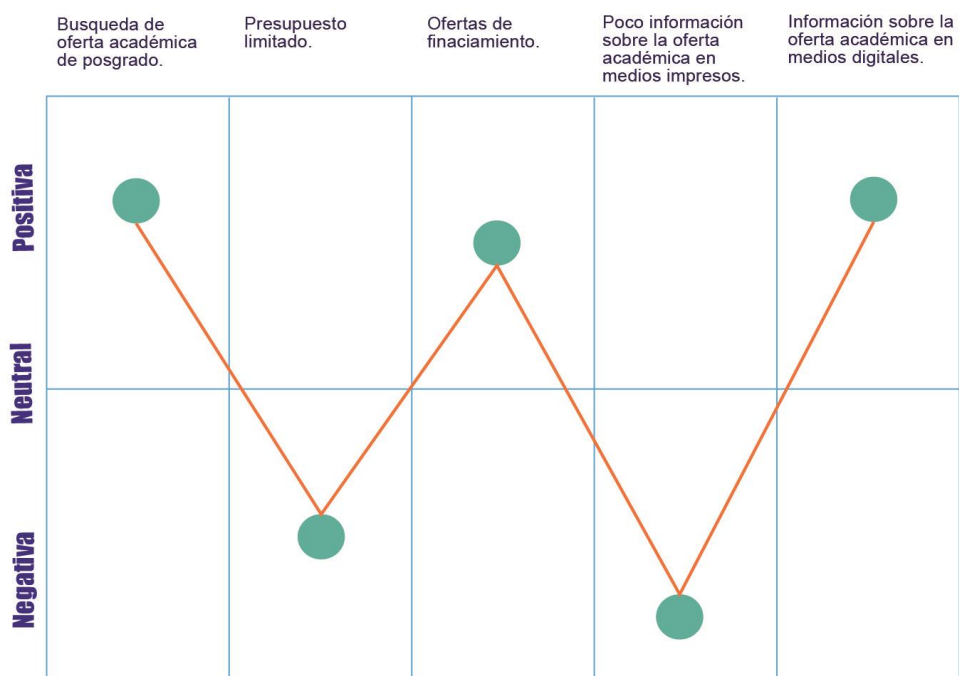 Busqueda de
oferta académica
de posgrado.
Presupuesto
limitado.
Ofertas de
finaciamiento.
Poco información
sobre la oferta
académica en
medios impresos.
Información sobre la
oferta académica en
medios digitales.
Positiva
Neutral
Negativa